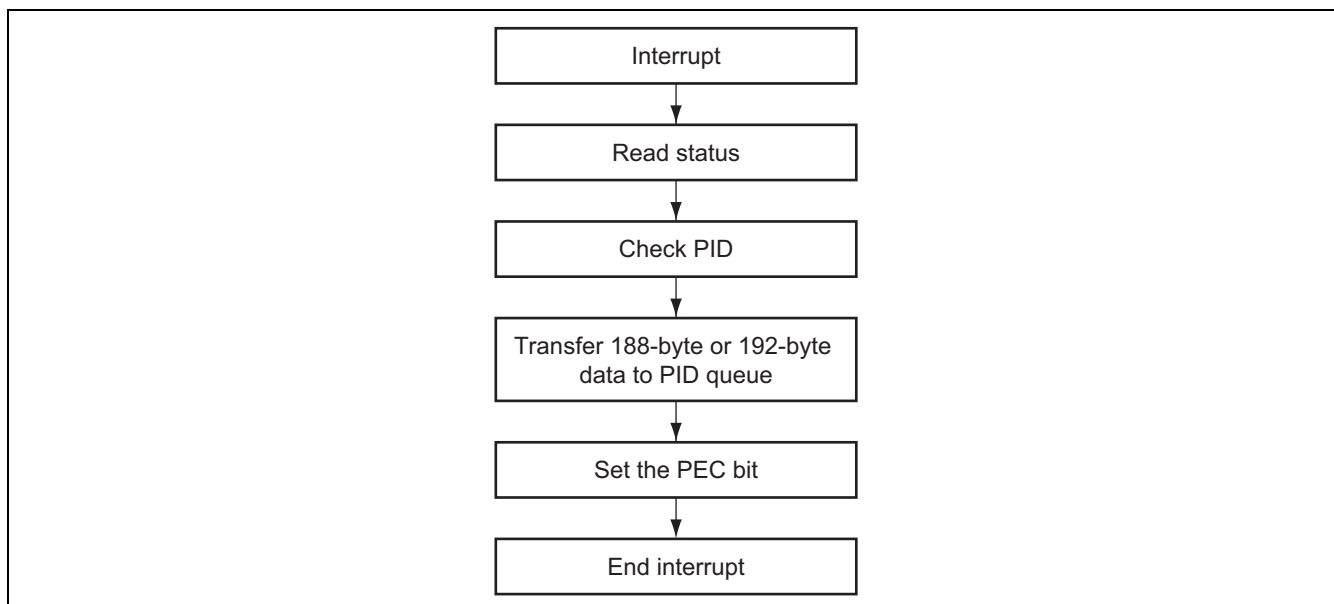 Interrupt
Read status
Check PID
Transfer 188-byte or 192-byte
data to PID queue
Set the PEC bit
End interrupt